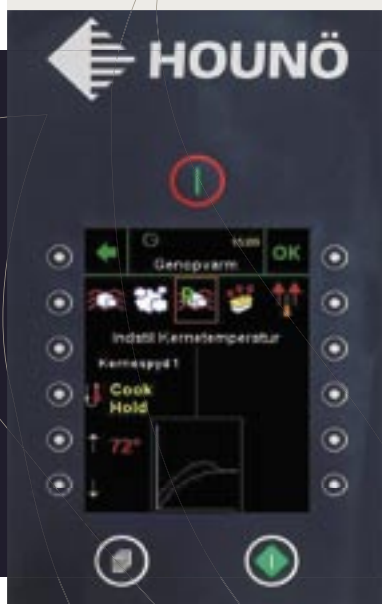 HOUNÖ
OK
Genopvarm
Indstil Kernetemperatur
Kernespyd 1
Cook
Hold
72°